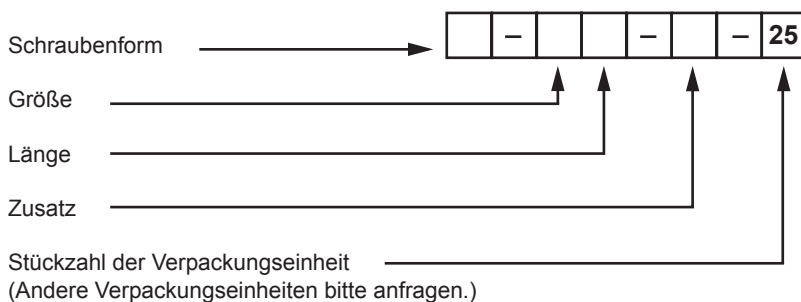 – – – 25
Schraubenform
Größe
Länge
Zusatz
Stückzahl der Verpackungseinheit
(Andere Verpackungseinheiten bitte anfragen.)